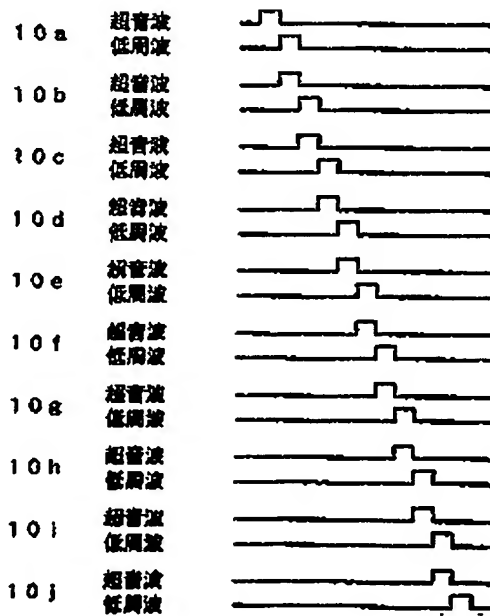 10a 超音波
低周波
10b 超音波
低周波
10c 超音波
低周波
10d 超音波
低周波
10e 超音波
低周波
10f 超音波
低周波
10g 超音波
低周波
10h 超音波
低周波
10i 超音波
低周波
10j 超音波
低周波